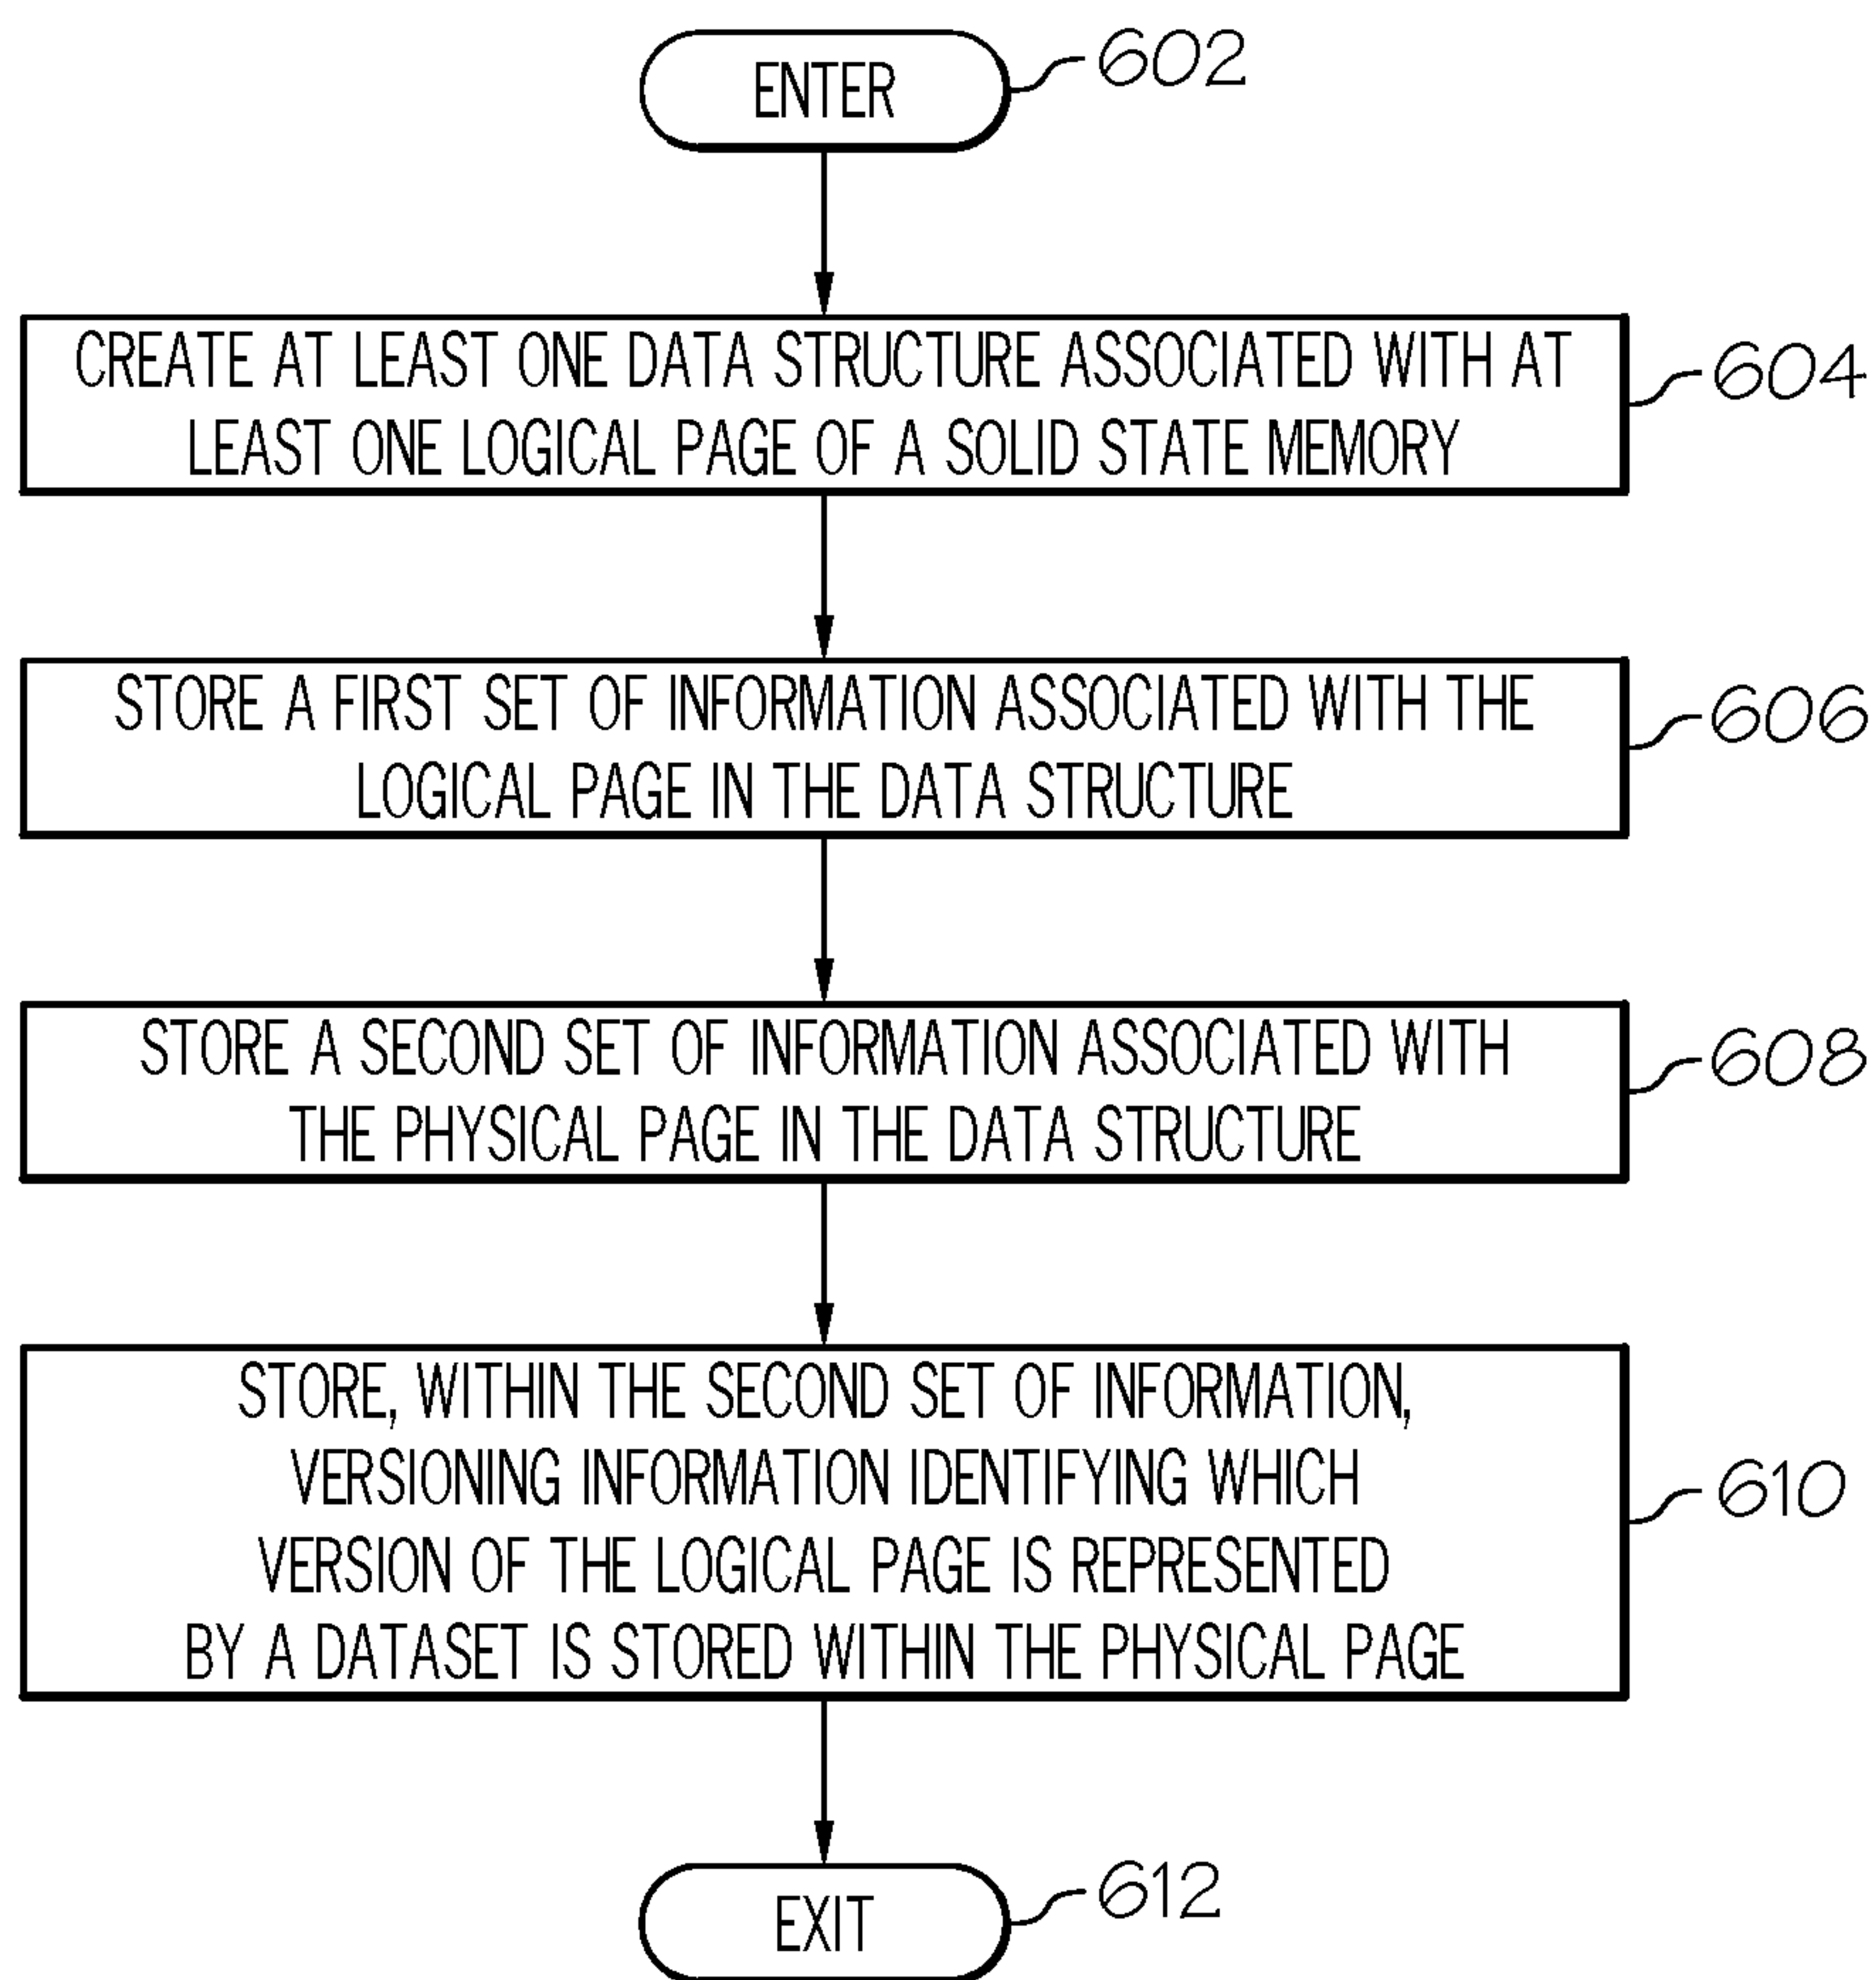 ENTER
602
CREATE AT LEAST ONE DATA STRUCTURE ASSOCIATED WITH AT
LEAST ONE LOGICAL PAGE OF A SOLID STATE MEMORY
604
STORE A FIRST SET OF INFORMATION ASSOCIATED WITH THE
LOGICAL PAGE IN THE DATA STRUCTURE
606
STORE A SECOND SET OF INFORMATION ASSOCIATED WITH
THE PHYSICAL PAGE IN THE DATA STRUCTURE
608
STORE, WITHIN THE SECOND SET OF INFORMATION,
VERSIONING INFORMATION IDENTIFYING WHICH
VERSION OF THE LOGICAL PAGE IS REPRESENTED
BY A DATASET IS STORED WITHIN THE PHYSICAL PAGE
610
EXIT
612